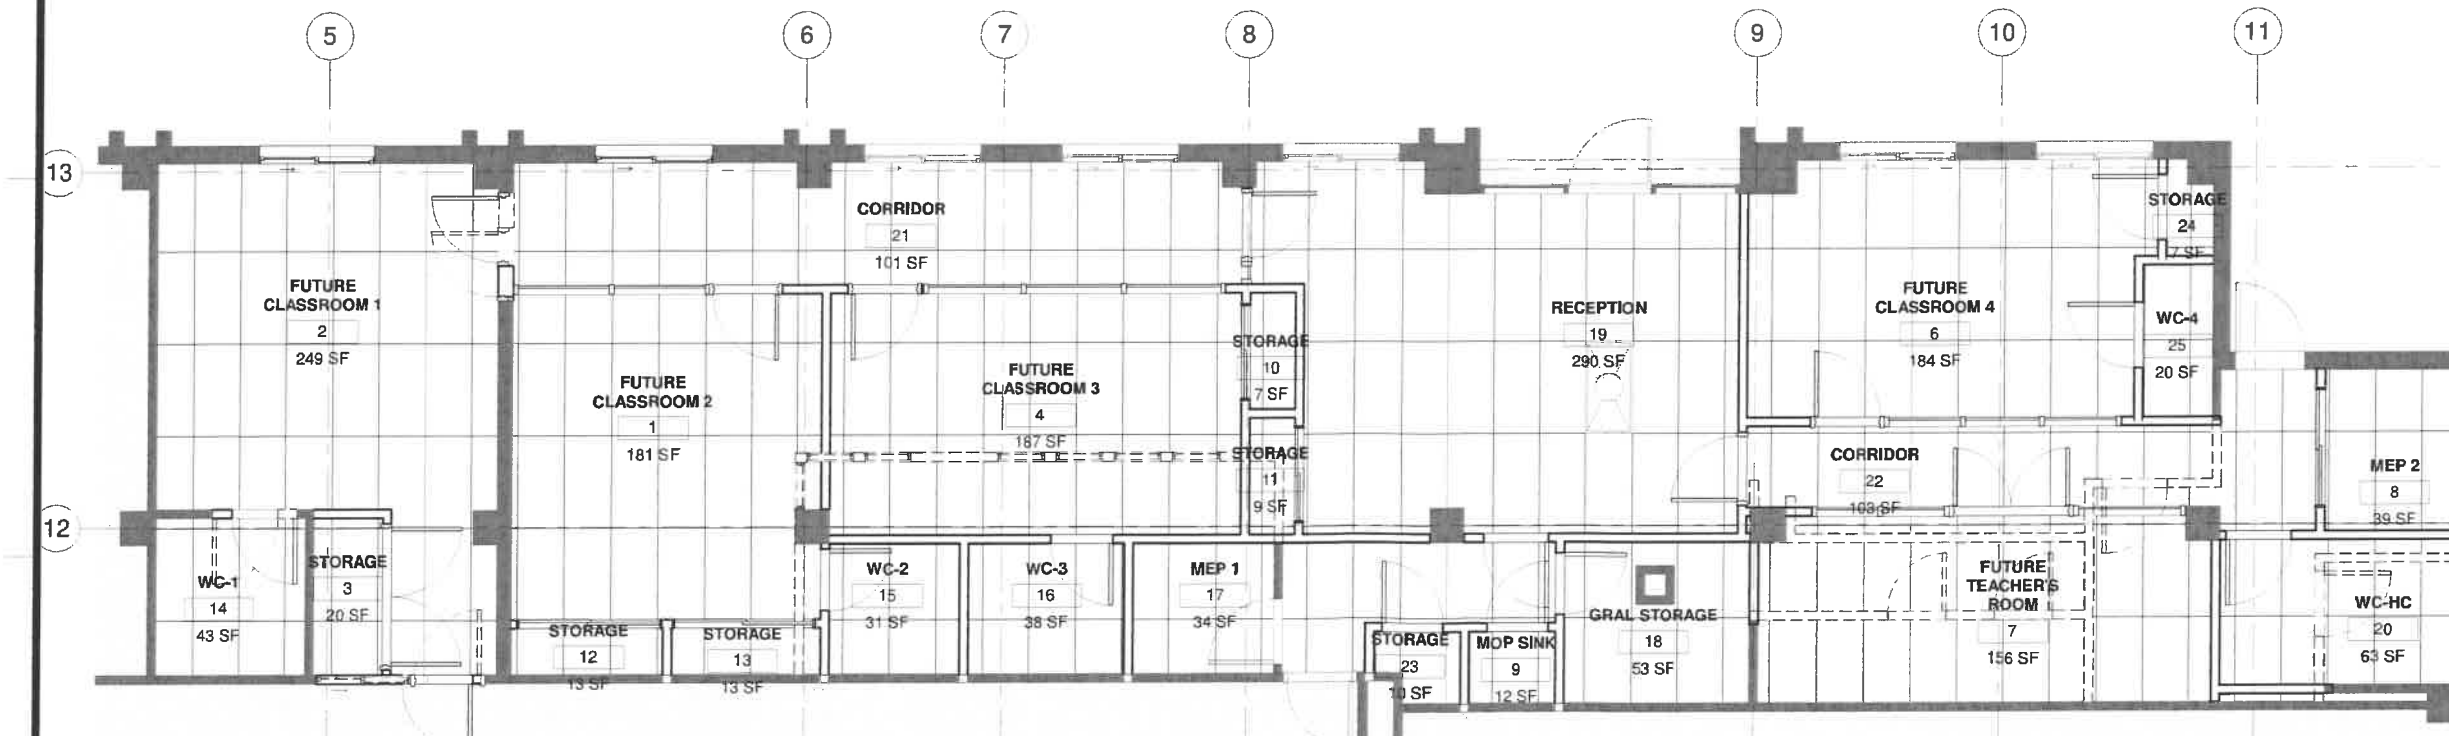 5
6
7
8
9
10
11
13
12
CORRIDOR
21
101 SF
FUTURE
CLASSROOM 1
2
249 SF
FUTURE
CLASSROOM 2
1
181 SF
FUTURE
CLASSROOM 3
4
187 SF
STORAGE
10
7 SF
STORAGE
11
9 SF
RECEPTION
19
290 SF
FUTURE
CLASSROOM 4
6
184 SF
STORAGE
24
7 SF
WC-4
25
20 SF
CORRIDOR
22
103 SF
MEP 2
8
39 SF
WC-1
14
43 SF
STORAGE
3
20 SF
STORAGE
12
13 SF
STORAGE
13
13 SF
WC-2
15
31 SF
WC-3
16
38 SF
MEP 1
17
34 SF
STORAGE
23
10 SF
MOP SINK
9
12 SF
GRAL STORAGE
18
53 SF
FUTURE
TEACHER'S
ROOM
7
156 SF
WC-HC
20
63 SF